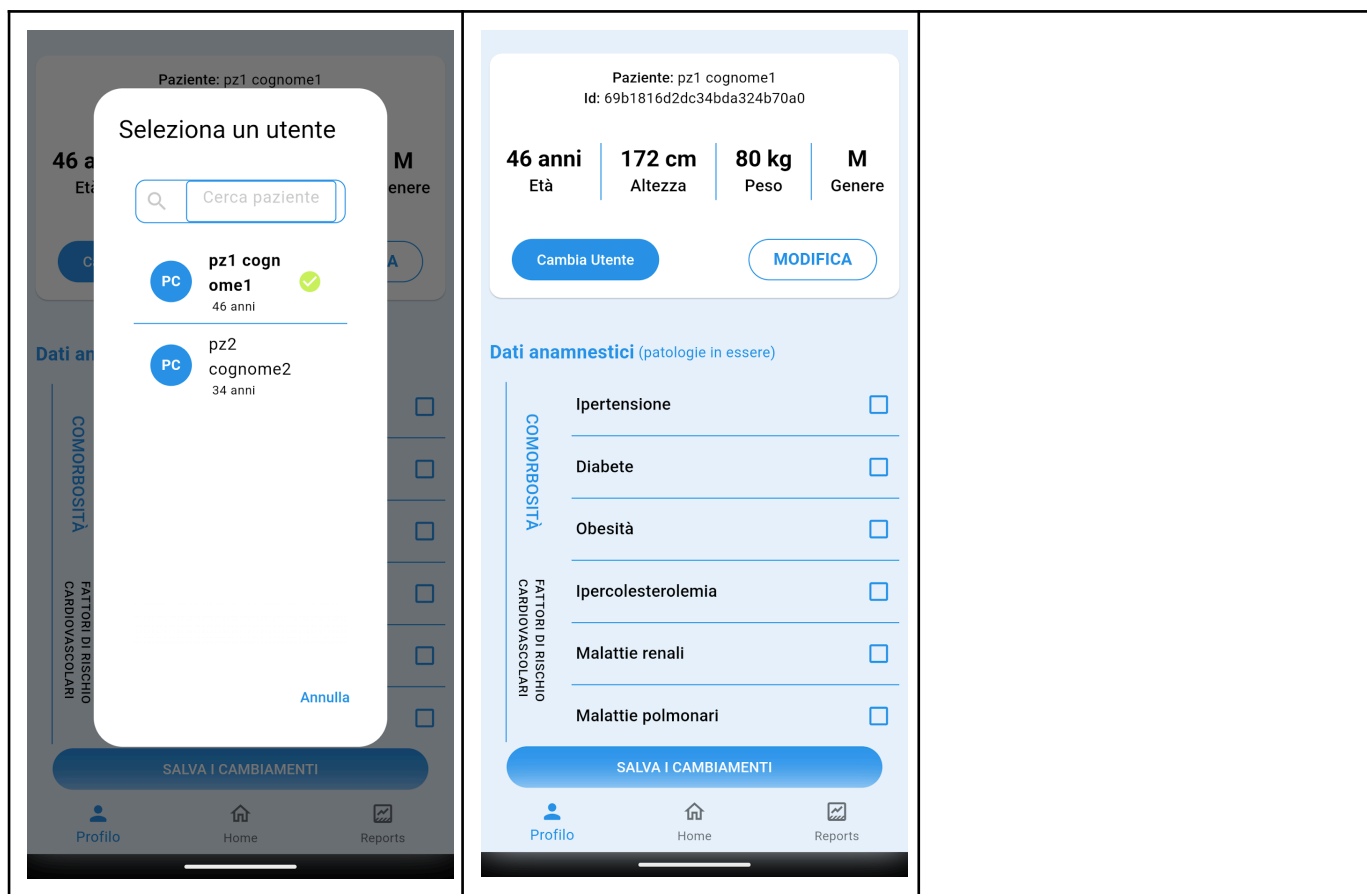 Paziente: pz1 cognome1
Seleziona un utente
46 a
M
Età
enere
Cerca paziente
C
A
PC
pz1 cogn
ome1
46 anni
PC
pz2
cognome2
34 anni
Dati an
COMORBOSITÀ
FATTORI DI RISCHIO
CARDIOVASCOLARI
Annulla
SALVA I CAMBIAMENTI
Profilo
Home
Reports
Paziente: pz1 cognome1
Id: 69b1816d2dc34bda324b70a0
46 anni
172 cm
80 kg
M
Età
Altezza
Peso
Genere
Cambia Utente
MODIFICA
Dati anamnestici (patologie in essere)
COMORBOSITÀ
FATTORI DI RISCHIO
CARDIOVASCOLARI
Ipertensione
Diabete
Obesità
Ipercolesterolemia
Malattie renali
Malattie polmonari
SALVA I CAMBIAMENTI
Profilo
Home
Reports